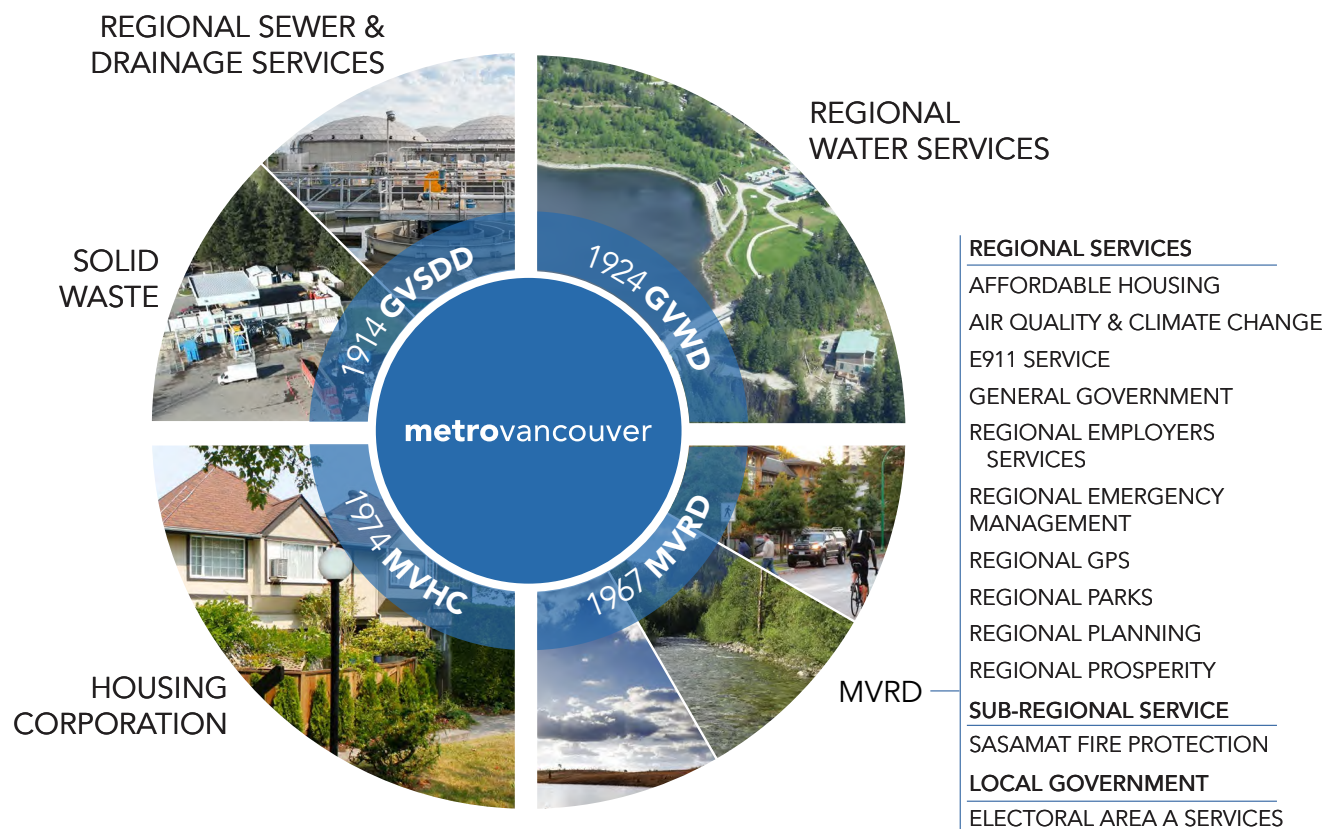 REGIONAL SEWER &
DRAINAGE SERVICES
REGIONAL
WATER SERVICES
SOLID
WASTE
1914 GVSDD
1924 GVWD
metrovancouver
1974 MVHC
1967 MVRD
HOUSING
CORPORATION
MVRD
REGIONAL SERVICES
AFFORDABLE HOUSING
AIR QUALITY & CLIMATE CHANGE
E911 SERVICE
GENERAL GOVERNMENT
REGIONAL EMPLOYERS
SERVICES
REGIONAL EMERGENCY
MANAGEMENT
REGIONAL GPS
REGIONAL PARKS
REGIONAL PLANNING
REGIONAL PROSPERITY
SUB-REGIONAL SERVICE
SASAMAT FIRE PROTECTION
LOCAL GOVERNMENT
ELECTORAL AREA A SERVICES